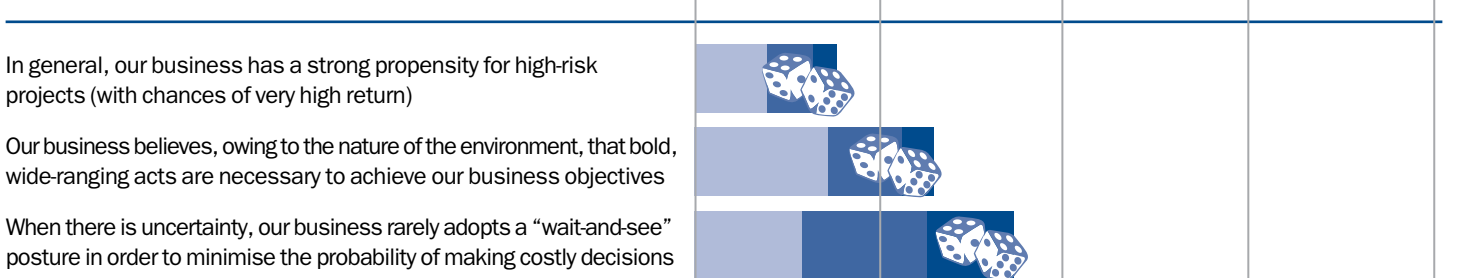 In general, our business has a strong propensity for high-risk
projects (with chances of very high return)
Our business believes, owing to the nature of the environment, that bold,
wide-ranging acts are necessary to achieve our business objectives
When there is uncertainty, our business rarely adopts a “wait-and-see”
posture in order to minimise the probability of making costly decisions